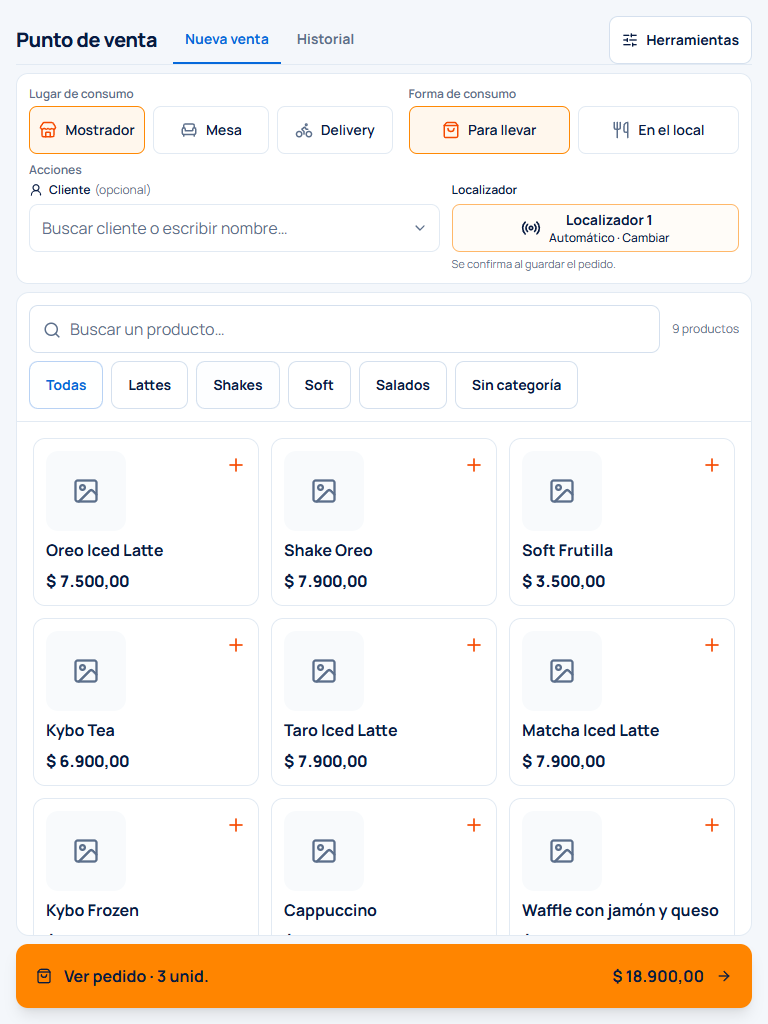 Punto de venta
Nueva venta
Historial
Herramientas
Lugar de consumo
Forma de consumo
Mostrador
Mesa
Delivery
Para llevar
En el local
Acciones
Cliente (opcional)
Localizador
Buscar cliente o escribir nombre...
Localizador 1
Automático · Cambiar
Se confirma al guardar el pedido.
Buscar un producto...
9 productos
Todas
Lattes
Shakes
Soft
Salados
Sin categoría
Oreo Iced Latte
$ 7.500,00
Shake Oreo
$ 7.900,00
Soft Frutilla
$ 3.500,00
Kybo Tea
$ 6.900,00
Taro Iced Latte
$ 7.900,00
Matcha Iced Latte
$ 7.900,00
Kybo Frozen
Cappuccino
Waffle con jamón y queso
Ver pedido · 3 unid.
$ 18.900,00